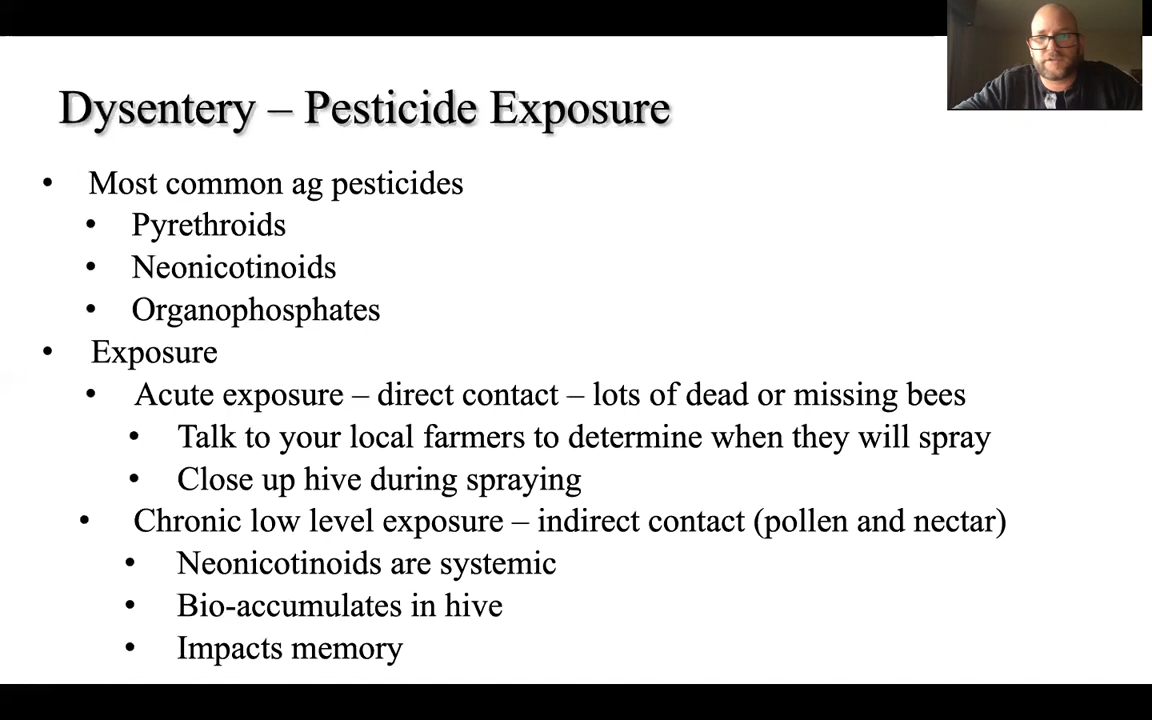 Dysentery – Pesticide Exposure
• Most common ag pesticides
• Pyrethroids
• Neonicotinoids
• Organophosphates
• Exposure
• Acute exposure – direct contact – lots of dead or missing bees
• Talk to your local farmers to determine when they will spray
• Close up hive during spraying
• Chronic low level exposure – indirect contact (pollen and nectar)
• Neonicotinoids are systemic
• Bio-accumulates in hive
• Impacts memory